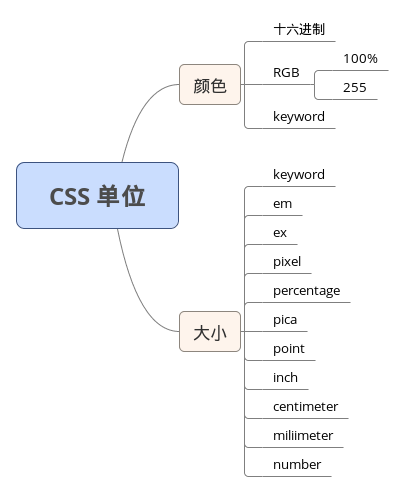 CSS 单位
颜色
十六进制
RGB
100%
255
keyword
大小
keyword
em
ex
pixel
percentage
pica
point
inch
centimeter
miliimeter
number